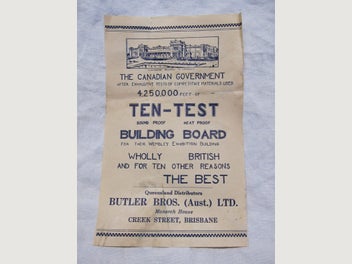 THE CANADIAN GOVERNMENT
AFTER EXHAUSTIVE TESTS OF COMPETITIVE MATERIALS USED
4,250,000 FEET OF
TEN-TEST
SOUND PROOF HEAT PROOF
BUILDING BOARD
FOR THEIR WEMBLEY EXHIBITION BUILDING
WHOLLY BRITISH
AND FOR TEN OTHER REASONS
THE BEST
Queensland Distributors
BUTLER BROS. (Aust.) LTD.
Monarch House
CREEK STREET, BRISBANE